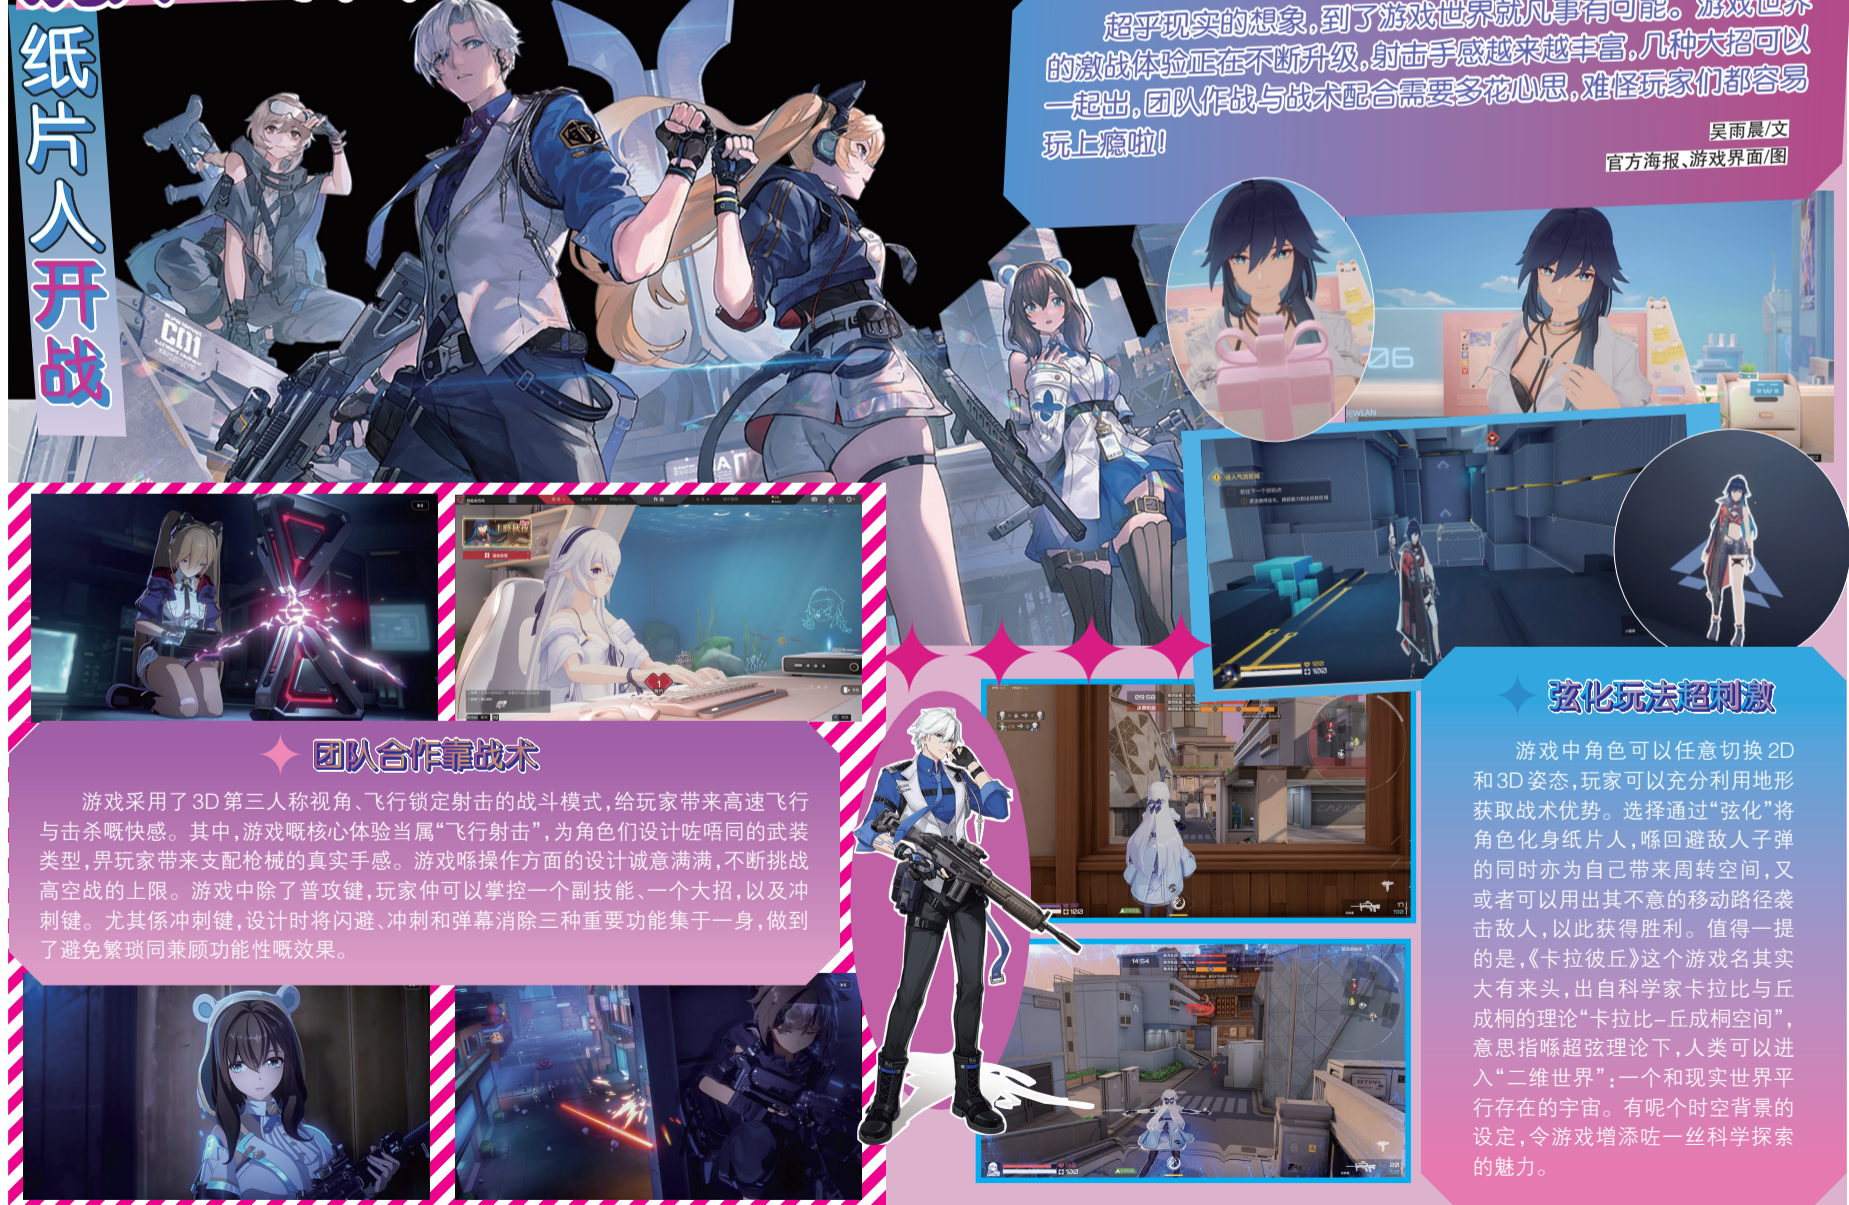 纸片人开战
超乎现实的想象,到了游戏世界就凡事有可能。游戏世界
的激战体验正在不断升级,射击手感越来越丰富,几种大招可以
一起出,团队作战与战术配合需要多花心思,难怪玩家们都容易
玩上瘾啦!
吴雨晨/文
官方海报、游戏界面/图
CD1
06
团队合作靠战术
游戏采用了3D第三人称视角、飞行锁定射击的战斗模式,给玩家带来高速飞行
与击杀嘅快感。其中,游戏嘅核心体验当属“飞行射击”,为角色们设计咗唔同的武装
类型,畀玩家带来支配枪械的真实手感。游戏喺操作方面的设计诚意满满,不断挑战
高空战的上限。游戏中除了普攻键,玩家仲可以掌控一个副技能、一个大招,以及冲
刺键。尤其係冲刺键,设计时将闪避、冲刺和弹幕消除三种重要功能集于一身,做到
了避免繁琐同兼顾功能性嘅效果。
09:58
14:54
弦化玩法超刺激
游戏中角色可以任意切换2D
和3D姿态,玩家可以充分利用地形
获取战术优势。选择通过“弦化”将
角色化身纸片人,喺回避敌人子弹
的同时亦为自己带来周转空间,又
或者可以用出其不意的移动路径袭
击敌人,以此获得胜利。值得一提
的是,《卡拉彼丘》这个游戏名其实
大有来头,出自科学家卡拉比与丘
成桐的理论“卡拉比–丘成桐空间”,
意思指喺超弦理论下,人类可以进
入“二维世界”:一个和现实世界平
行存在的宇宙。有呢个时空背景的
设定,令游戏增添咗一丝科学探索
的魅力。